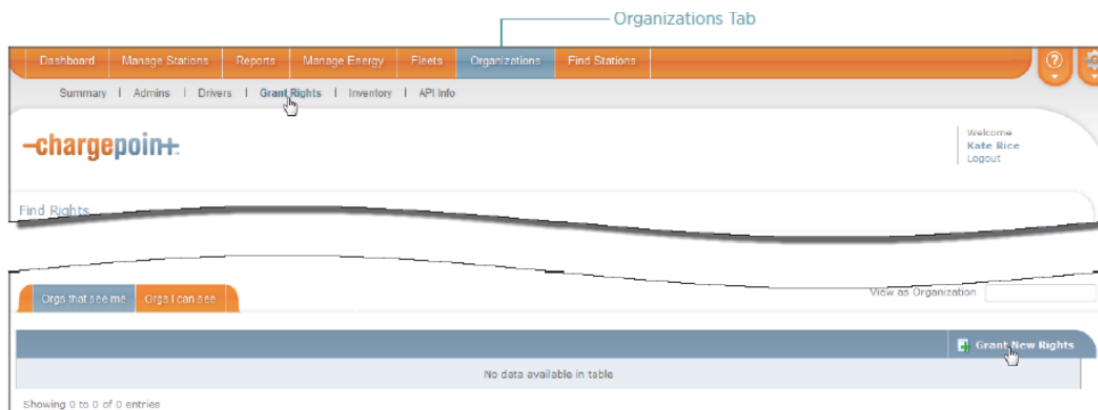 Organizations Tab
Dashboard Manage Stations Reports Manage Energy Fleets Organizations Find Stations
?
Summary | Admins | Drivers | Grant Rights | Inventory | API Info
-chargepoin+.
Welcome
Kate Rice
Logout
Find Rights
Orgs that see me Orgs I can see
View as Organization
Grant New Rights
No data available in table
Showing 0 to 0 of 0 entries